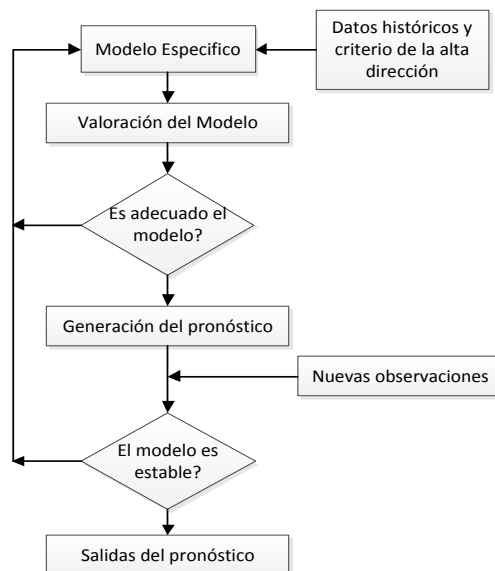 Modelo Especifico
Datos históricos y
criterio de la alta
dirección
Valoración del Modelo
Es adecuado el
modelo?
Generación del pronóstico
Nuevas observaciones
El modelo es
estable?
Salidas del pronóstico